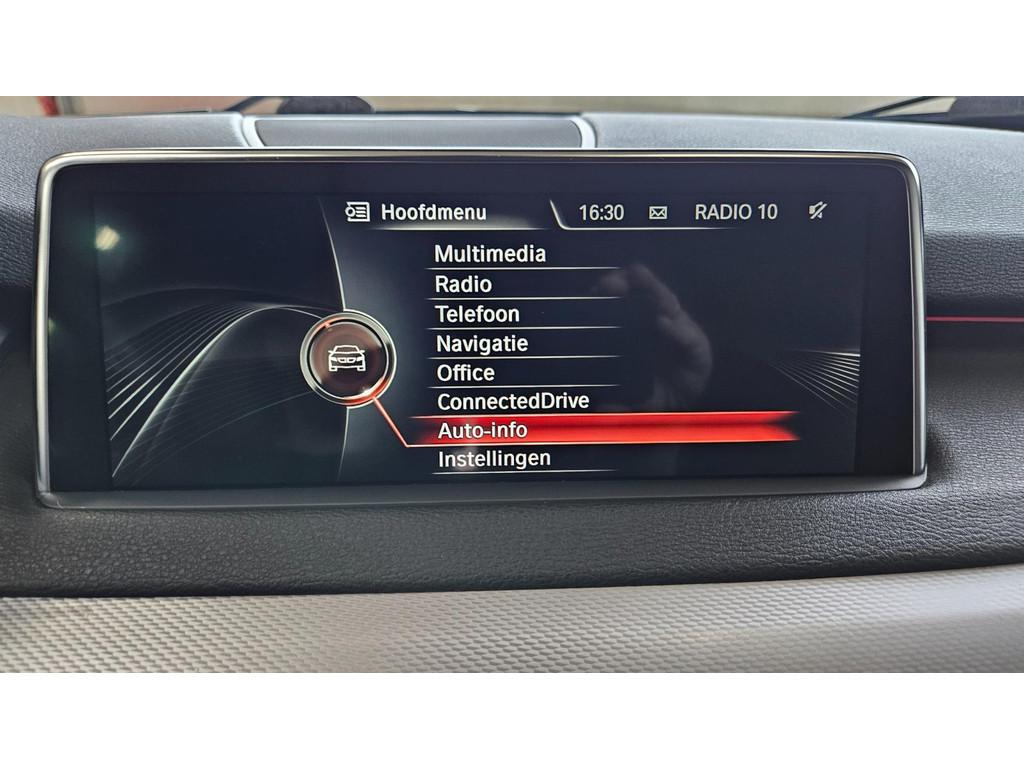 Hoofdmenu 16:30 RADIO 10
Multimedia
Radio
Telefoon
Navigatie
Office
ConnectedDrive
Auto-info
Instellingen